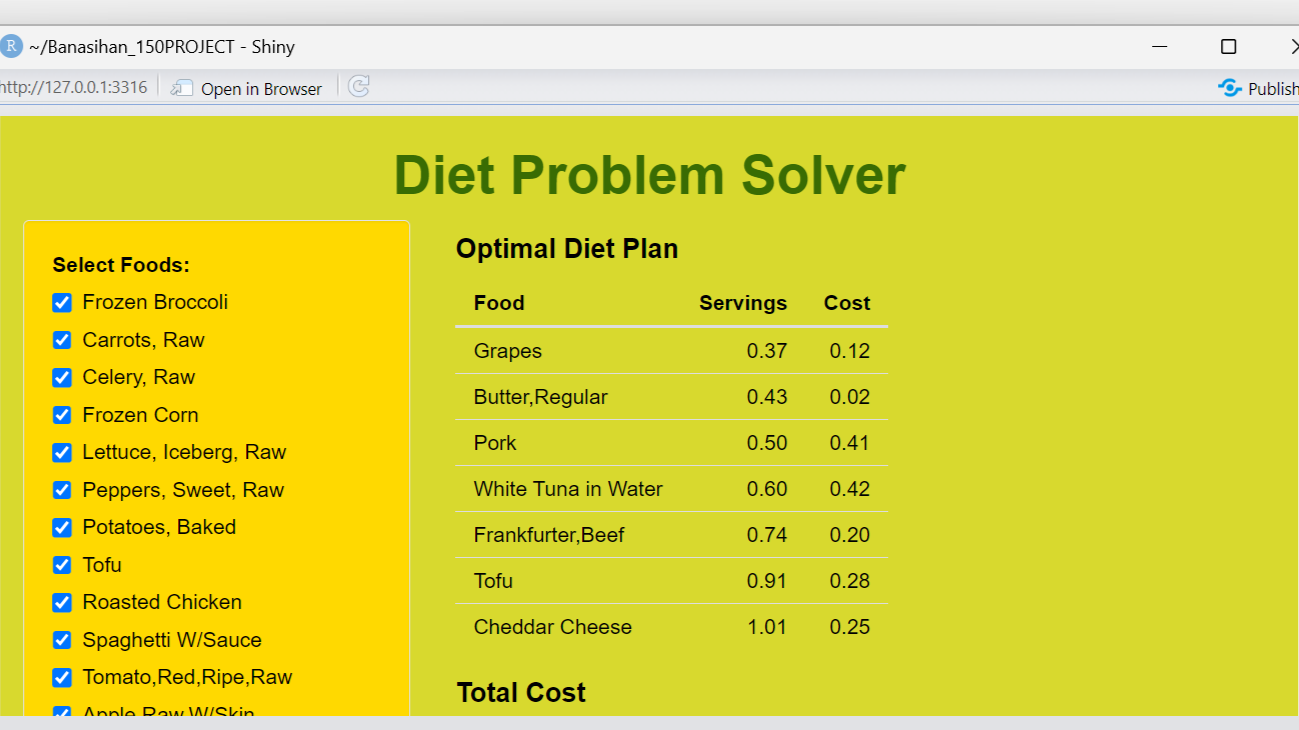 R ~/Banasihan_150PROJECT - Shiny
http://127.0.0.1:3316 Open in Browser Publish
Diet Problem Solver
Select Foods:
Frozen Broccoli
Carrots, Raw
Celery, Raw
Frozen Corn
Lettuce, Iceberg, Raw
Peppers, Sweet, Raw
Potatoes, Baked
Tofu
Roasted Chicken
Spaghetti W/Sauce
Tomato,Red,Ripe,Raw
Apple,Raw,W/Skin
Optimal Diet Plan
Food Servings Cost
Grapes 0.37 0.12
Butter,Regular 0.43 0.02
Pork 0.50 0.41
White Tuna in Water 0.60 0.42
Frankfurter,Beef 0.74 0.20
Tofu 0.91 0.28
Cheddar Cheese 1.01 0.25
Total Cost